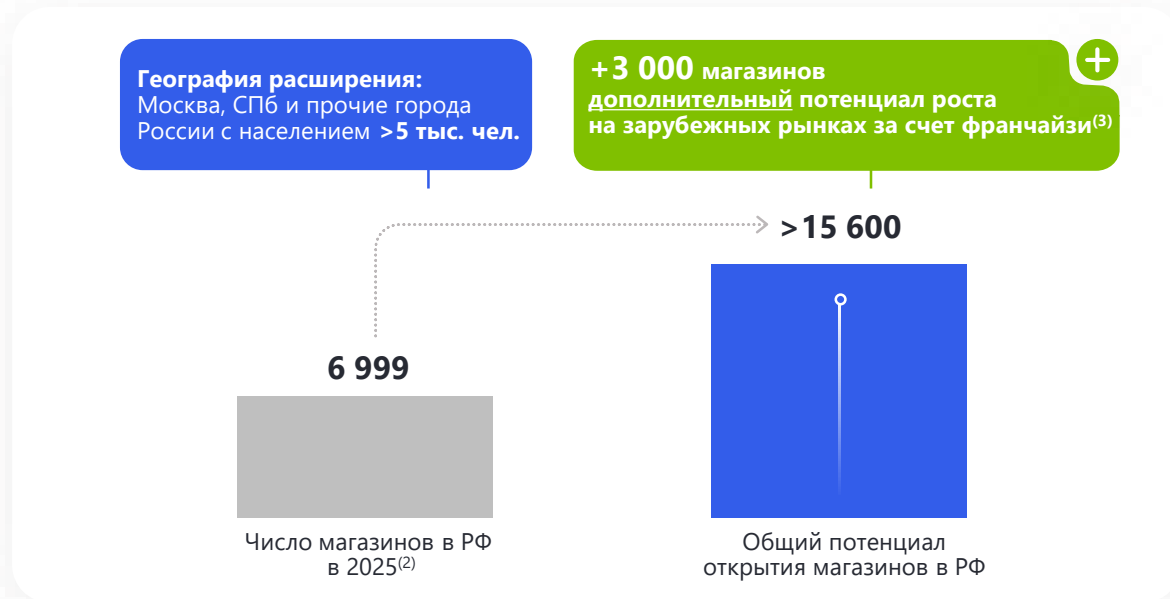 География расширения:
Москва, СПб и прочие города
России с населением >5 тыс. чел.
+3 000 магазинов
дополнительный потенциал роста
на зарубежных рынках за счет франчайзи(3)
>15 600
6 999
Число магазинов в РФ
в 2025(2)
Общий потенциал
открытия магазинов в РФ